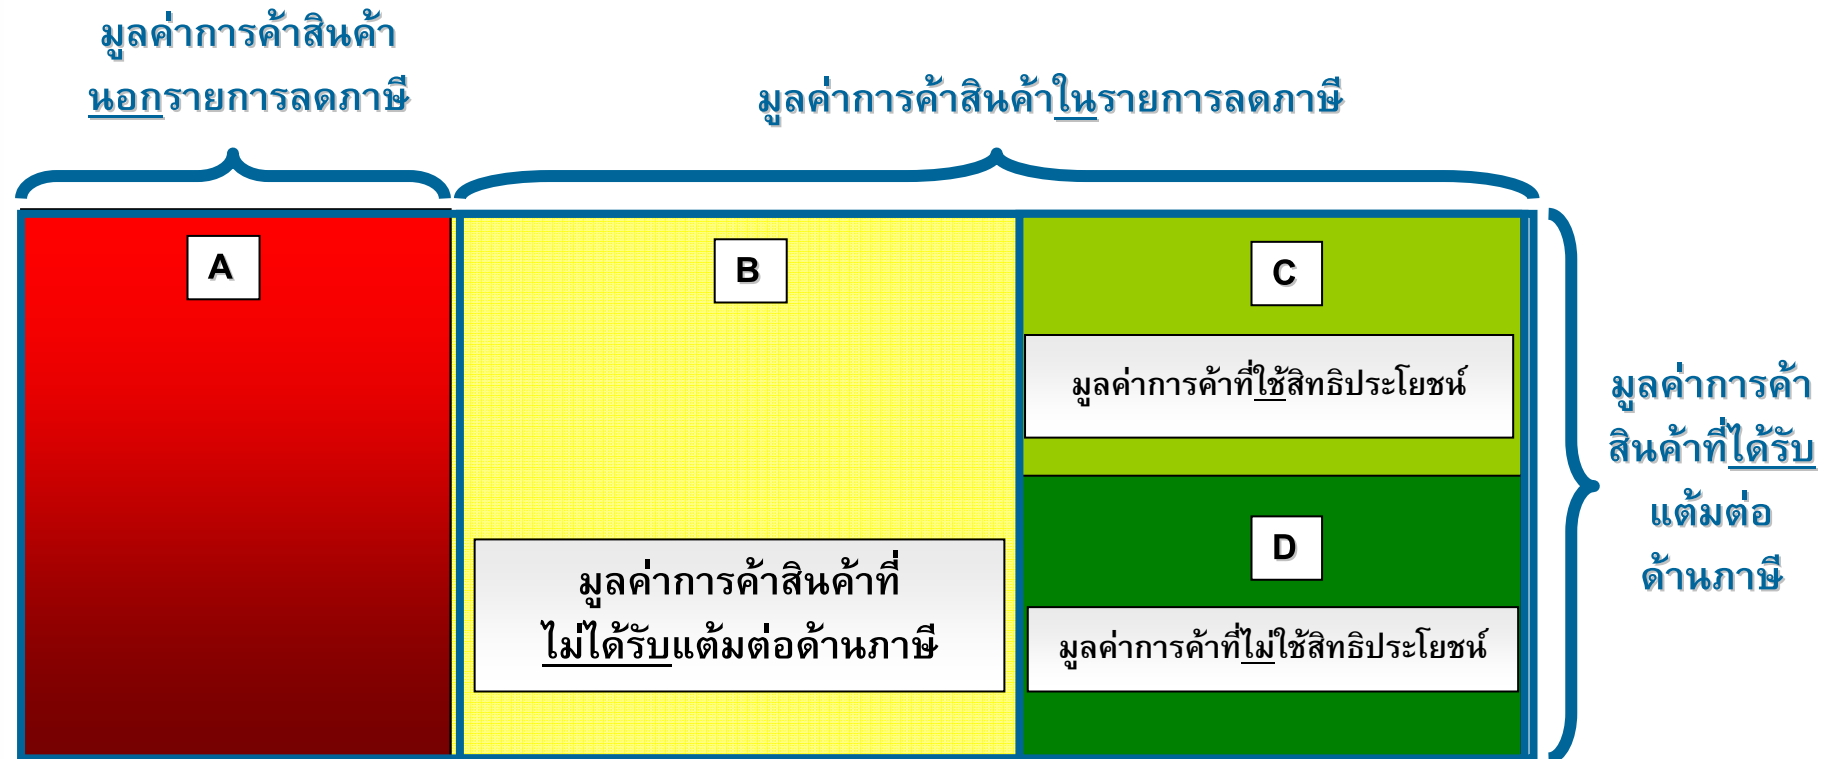 มูลค่าการค้าสินค้า
นอกรายการลดภาษี
มูลค่าการค้าสินค้าในรายการลดภาษี
A
B
C
มูลค่าการค้าที่ใช้สิทธิประโยชน์
D
มูลค่าการค้าที่ไม่ใช้สิทธิประโยชน์
มูลค่าการค้าสินค้าที่
ไม่ได้รับแต้มต่อด้านภาษี
มูลค่าการค้า
สินค้าที่ได้รับ
แต้มต่อ
ด้านภาษี